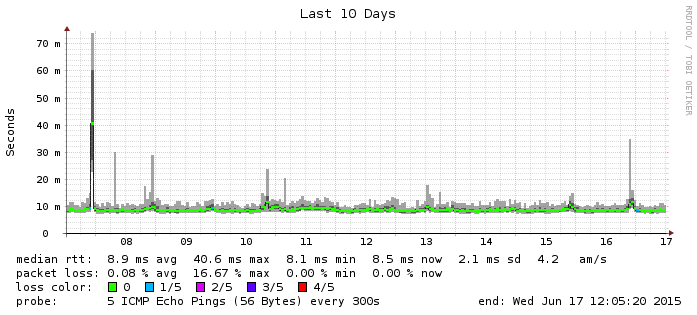 Last 10 Days
RRDTOOL / TOBI OETIKER
Seconds
70 m
60 m
50 m
40 m
30 m
20 m
10 m
0
08 09 10 11 12 13 14 15 16 17
median rtt: 8.9 ms avg 40.6 ms max 8.1 ms min 8.5 ms now 2.1 ms sd 4.2 am/s
packet loss: 0.08 % avg 16.67 % max 0.00 % min 0.00 % now
loss color: 0 1/5 2/5 3/5 4/5
probe: 5 ICMP Echo Pings (56 Bytes) every 300s end: Wed Jun 17 12:05:20 2015